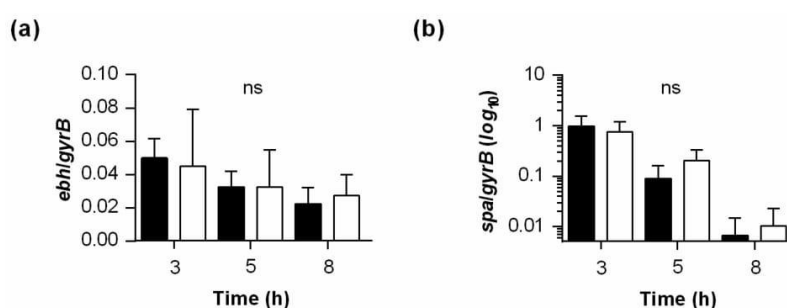 (a)
ebh/gyrB
0.10
0.08
0.06
0.04
0.02
0.00
ns
3 5 8
Time (h)
(b)
spa/gyrB (log10)
10
1
0.1
0.01
ns
3 5 8
Time (h)